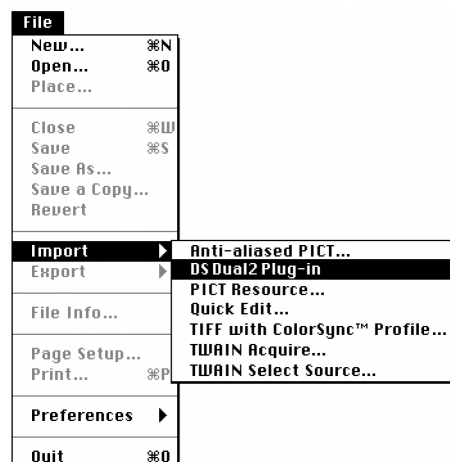 File
New... ⌘N
Open... ⌘O
Place...
Close ⌘W
Save ⌘S
Save As...
Save a Copy...
Revert
Import
Export
File Info...
Page Setup...
Print... ⌘P
Preferences
Quit ⌘Q
Anti-aliased PICT...
DS Dual2 Plug-in
PICT Resource...
Quick Edit...
TIFF with ColorSync™ Profile...
TWAIN Acquire...
TWAIN Select Source...